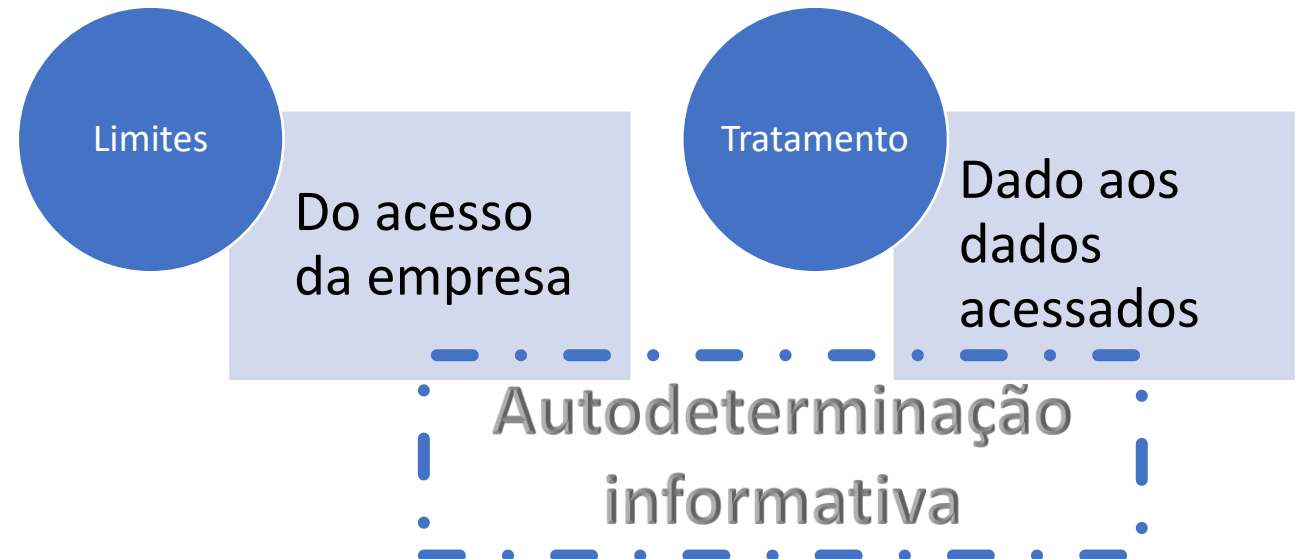 Limites
Do acesso
da empresa
Tratamento
Dado aos
dados
acessados
Autodeterminação
informativa